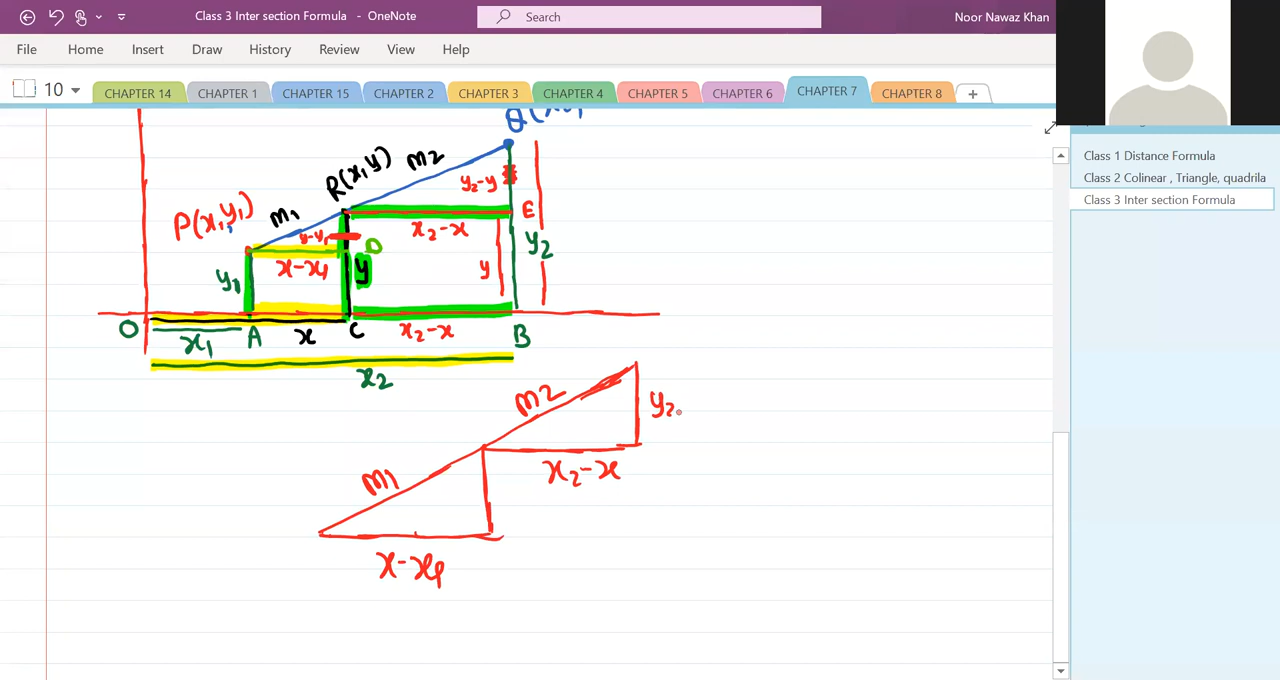 Class 3 Inter section Formula - OneNote
Search
Noor Nawaz Khan
File Home Insert Draw History Review View Help
10
CHAPTER 14 CHAPTER 1 CHAPTER 15 CHAPTER 2 CHAPTER 3 CHAPTER 4 CHAPTER 5 CHAPTER 6 CHAPTER 7 CHAPTER 8
Class 1 Distance Formula
Class 2 Colinear , Triangle, quadrila
Class 3 Inter section Formula
R(x,y)
m2
y2-y
P(x1y1)
m1
E
y-y1
D
x2-x
y2
x-x1
y
y
y1
O
x1
A
x
C
x2-x
B
x2
m2
y2
x2-x
m1
x-x1